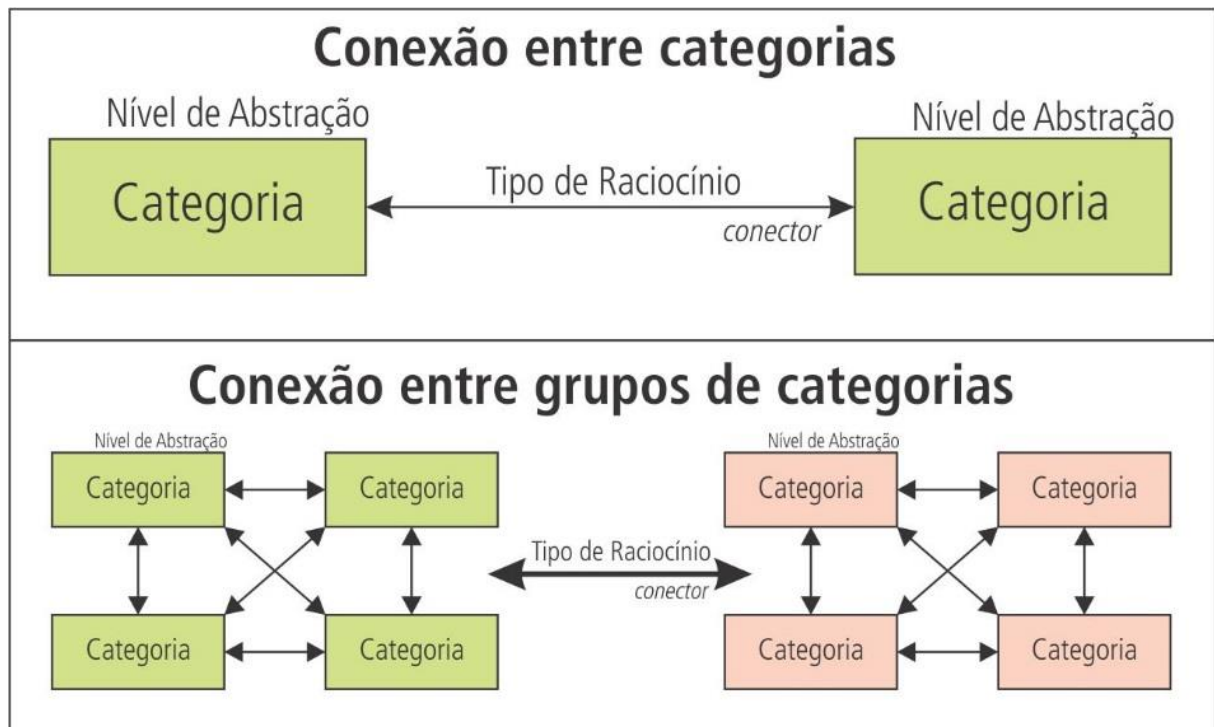 Conexão entre categorias
Nível de Abstração
Nível de Abstração
Categoria
Tipo de Raciocínio
Categoria
conector
Conexão entre grupos de categorias
Nível de Abstração
Nível de Abstração
Categoria
Categoria
Categoria
Categoria
Tipo de Raciocínio
conector
Categoria
Categoria
Categoria
Categoria